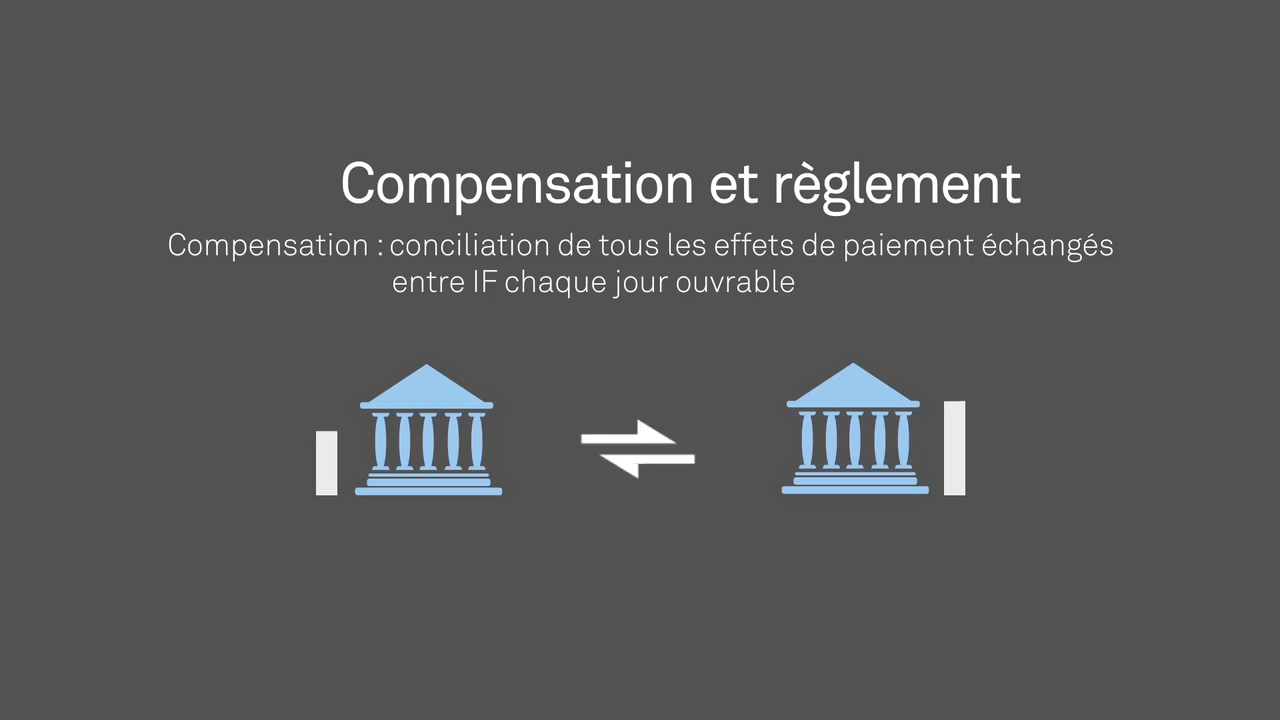 Compensation et règlement
Compensation : conciliation de tous les effets de paiement échangés
entre IF chaque jour ouvrable